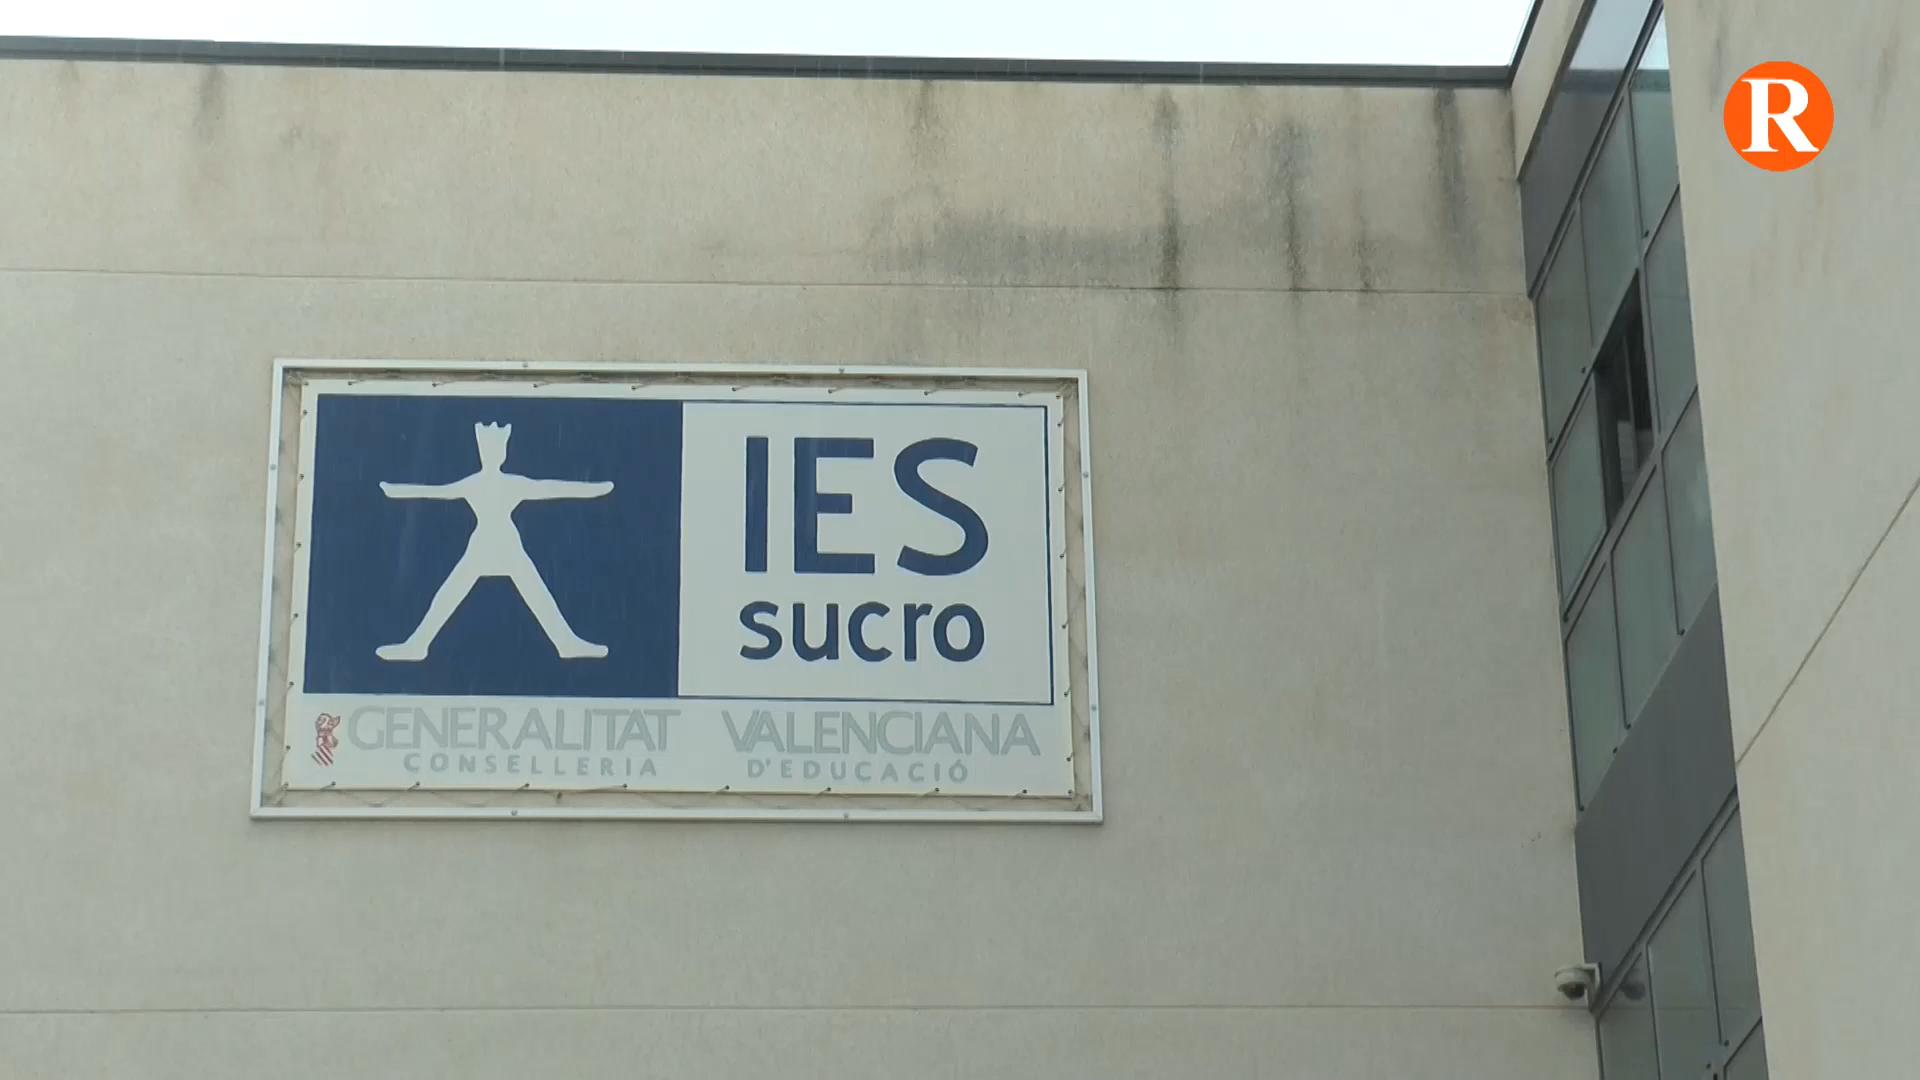 R
IES
sucro
GENERALITAT VALENCIANA
CONSELLERIA D'EDUCACIÓ